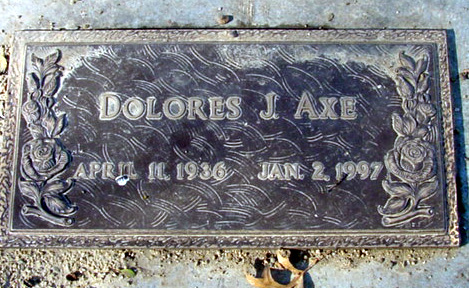 DOLORES J. AXE
APRIL 11, 1936 JAN. 2, 1997